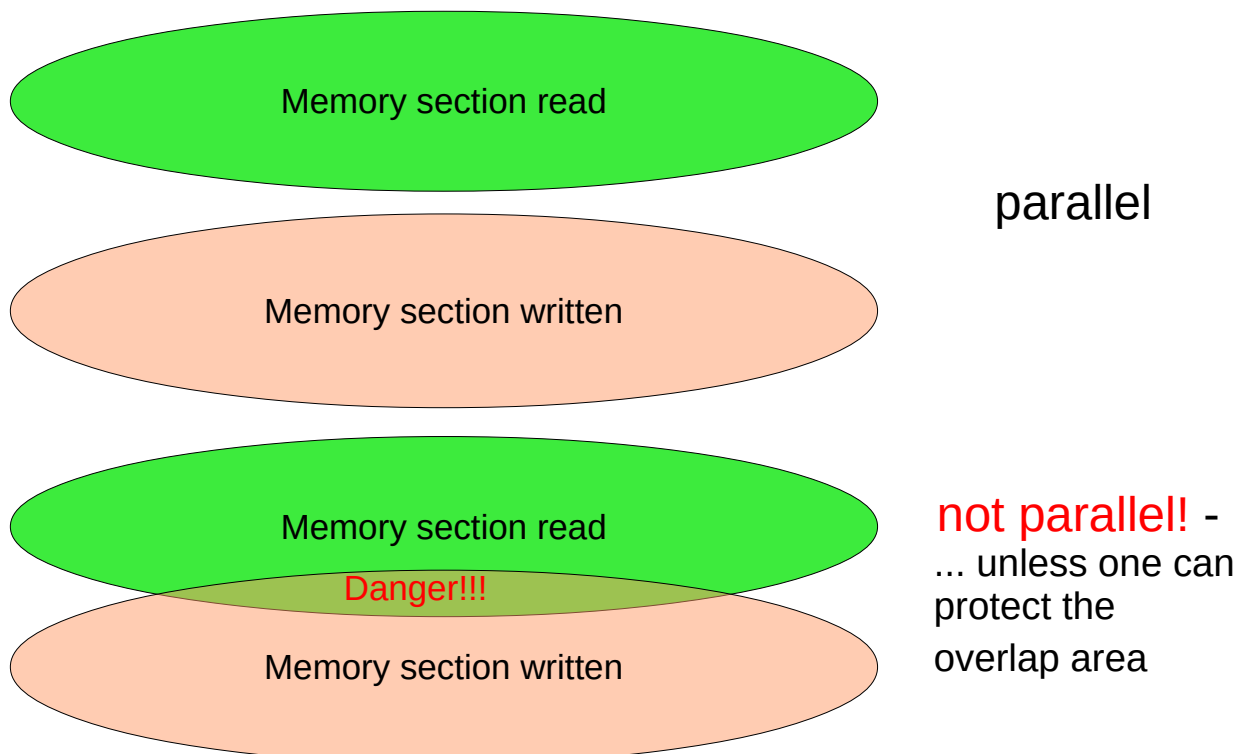 Memory section read
parallel
Memory section written
Memory section read
not parallel! -
... unless one can
protect the
overlap area
Danger!!!
Memory section written